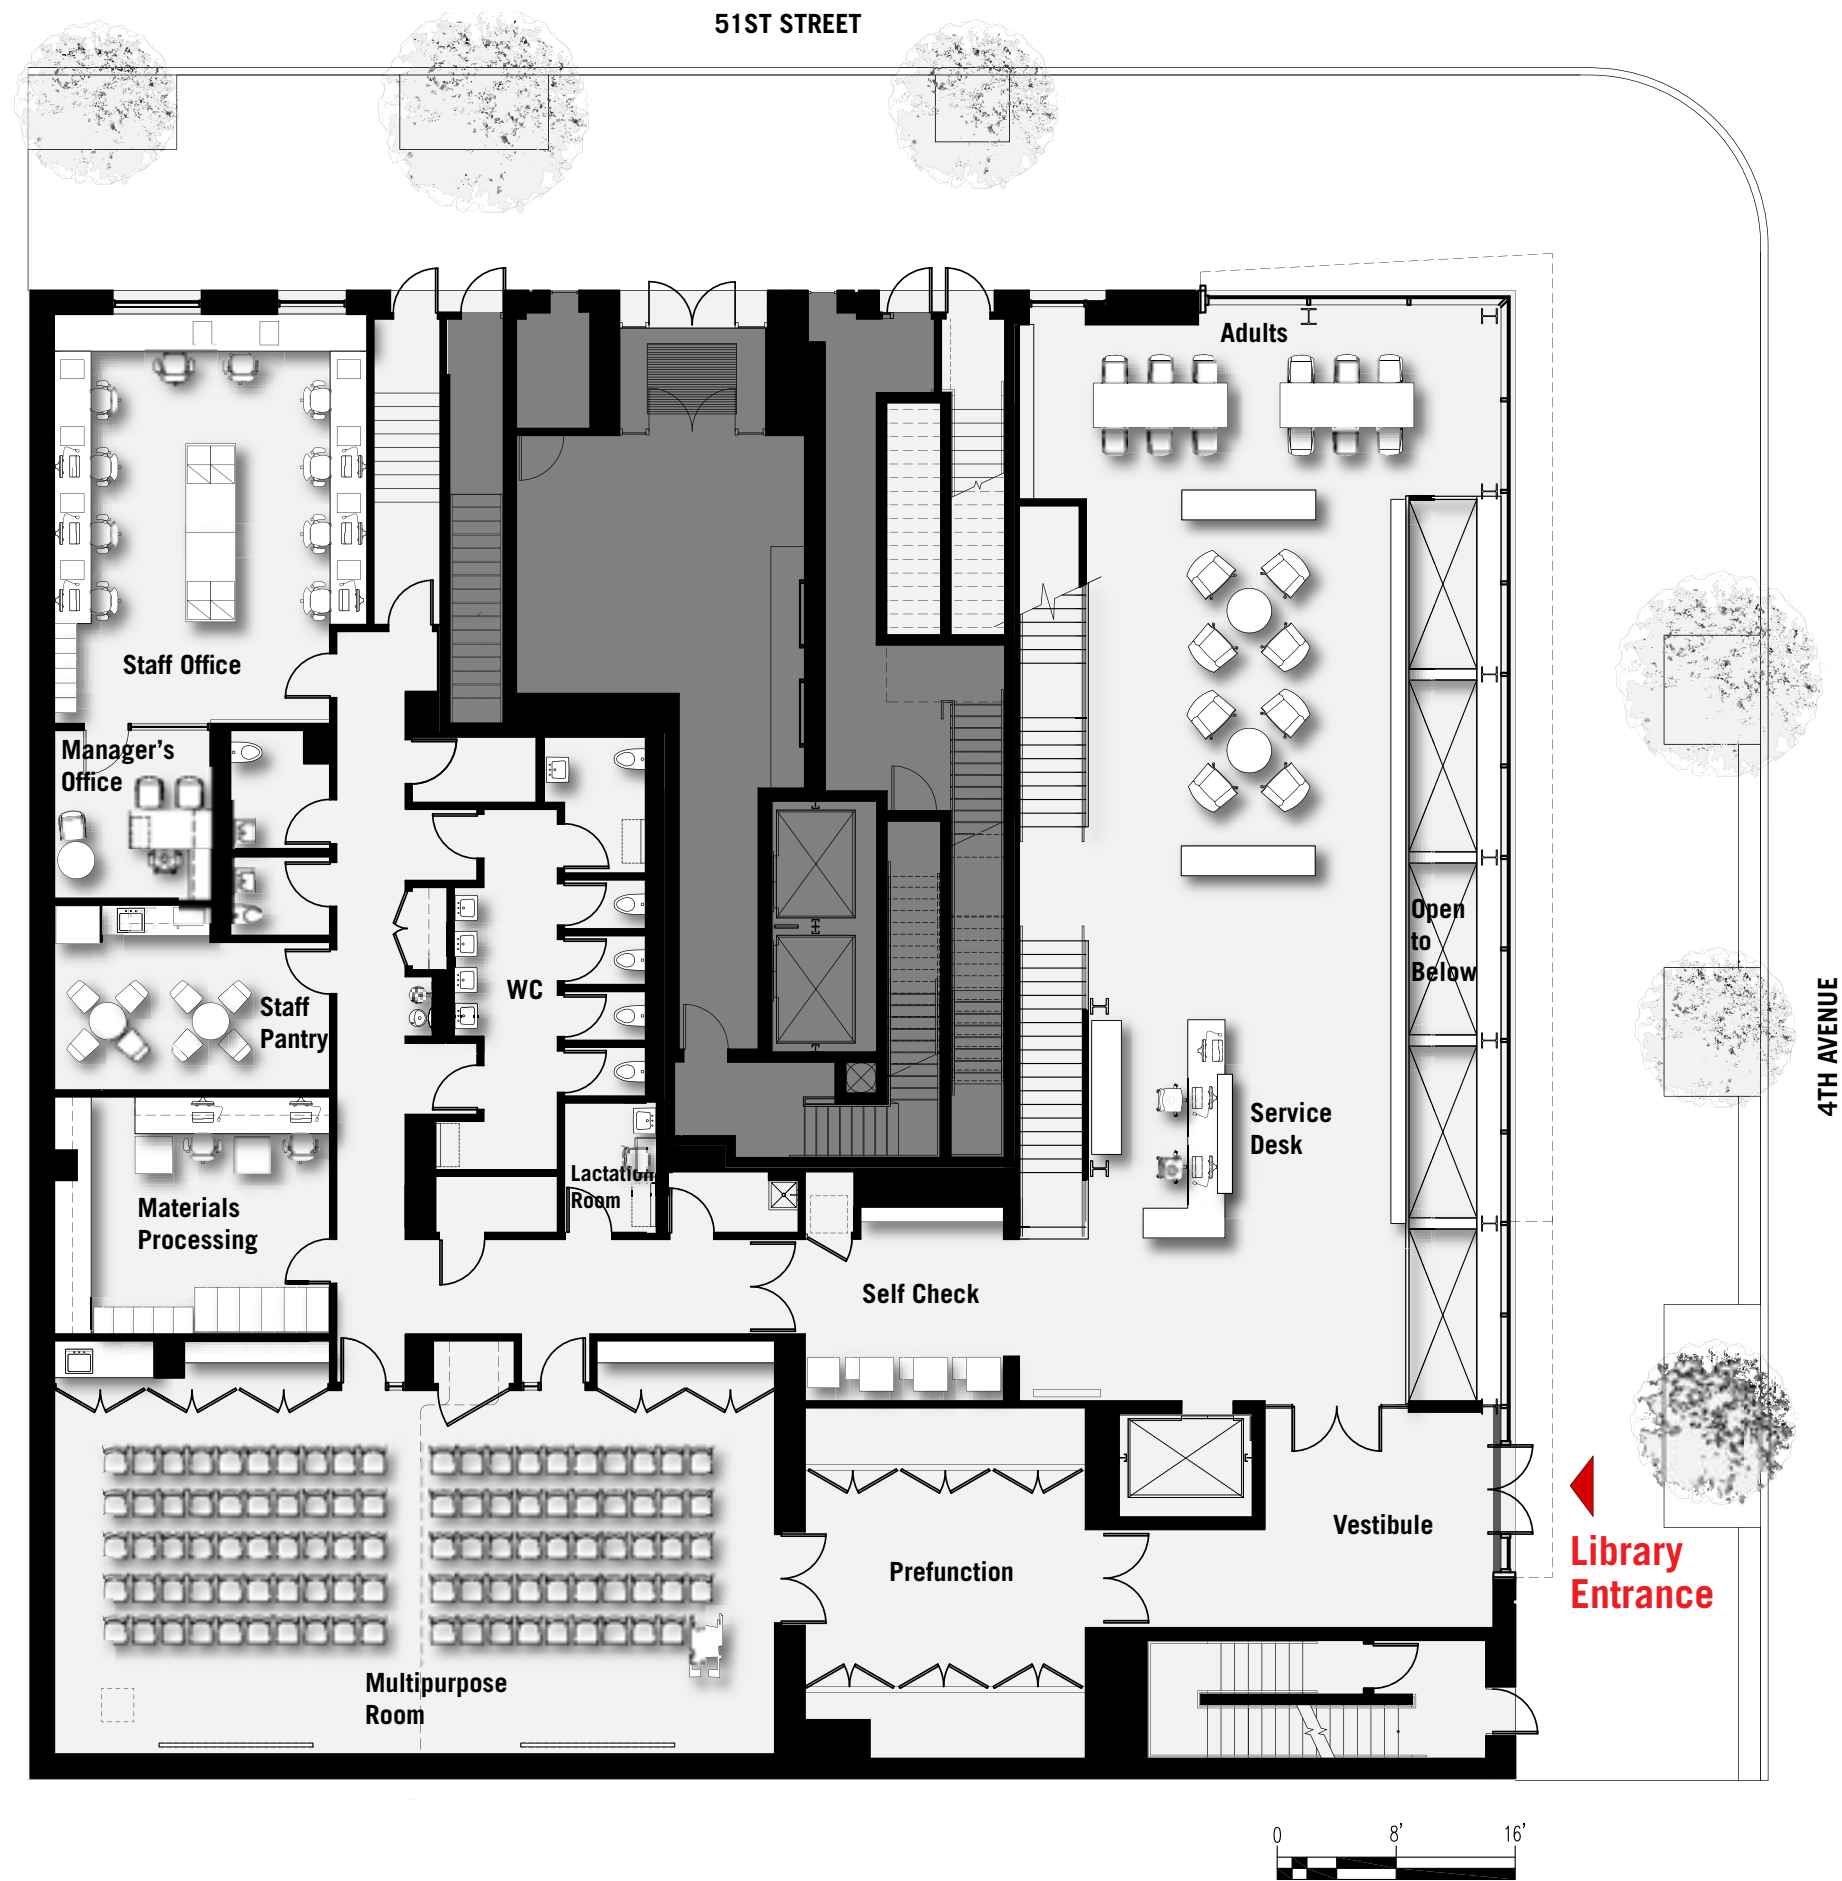 51ST STREET
Adults
Staff Office
Manager's
Office
Open
to
Below
WC
Staff
Pantry
4TH AVENUE
Service
Desk
Lactation
Room
Materials
Processing
Self Check
Vestibule
Library
Entrance
Prefunction
Multipurpose
Room
0 8' 16'